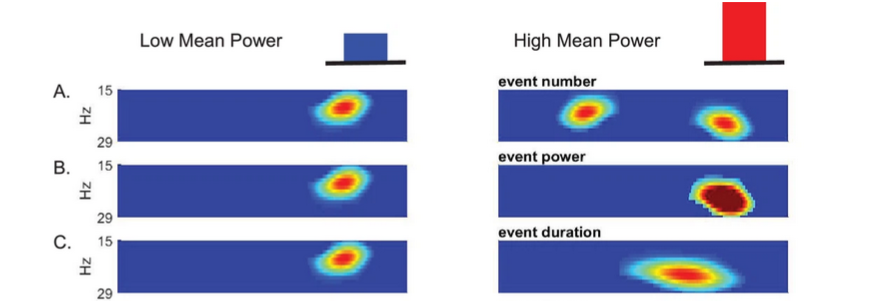 Low Mean Power
High Mean Power
A.
15
Hz
29
event number
B.
15
Hz
29
event power
C.
15
Hz
29
event duration